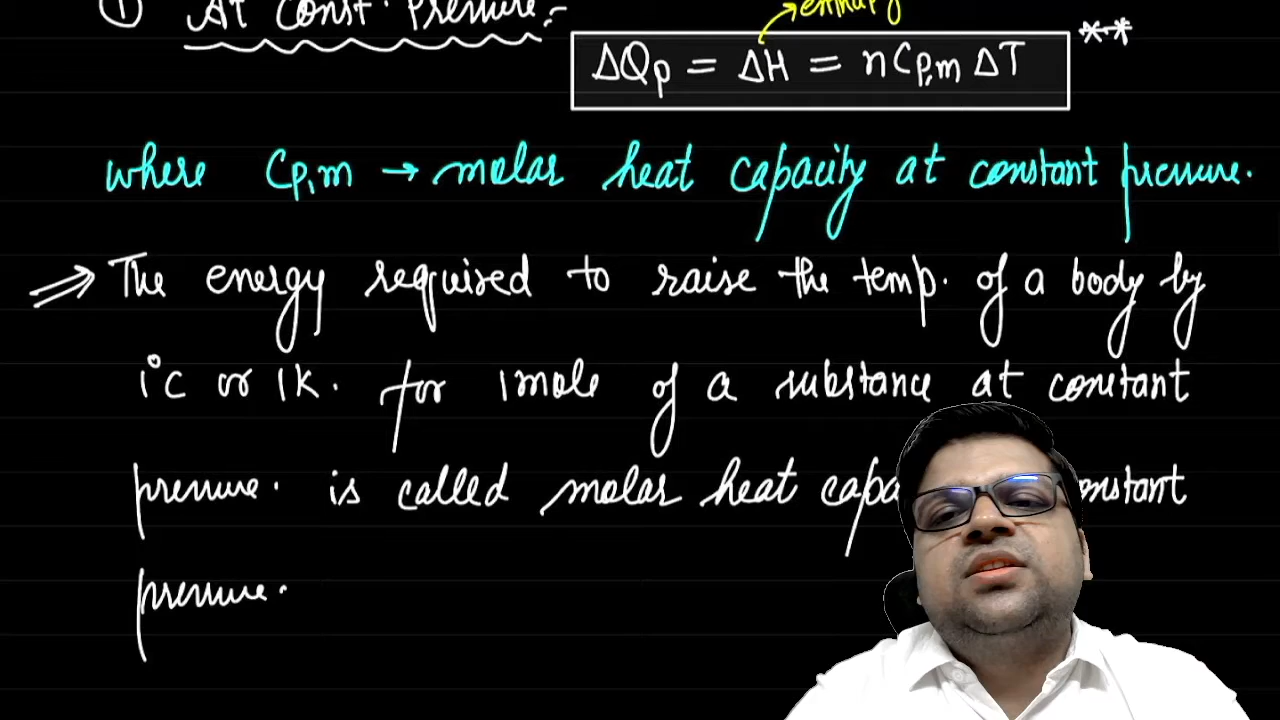 ① At Const. Pressure:-
enthalpy
ΔQp = ΔH = nCp,m ΔT **
where Cp,m → molar heat capacity at constant pressure.
⇒ The energy required to raise the temp. of a body by
1°C or 1K. for 1mole of a substance at constant
pressure. is called molar heat capa onstant
pressure.